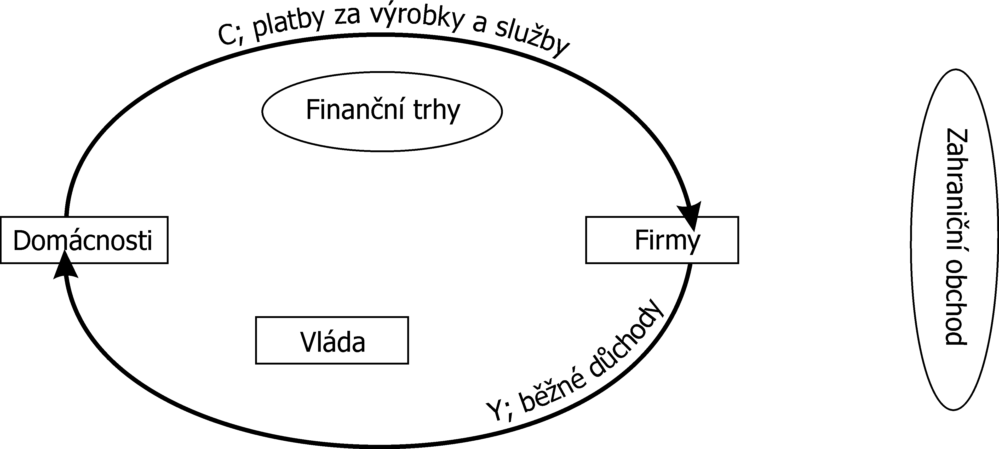 C; platby za výrobky a služby
Finanční trhy
Domácnosti
Firmy
Zahraniční obchod
Vláda
Y; běžné důchody